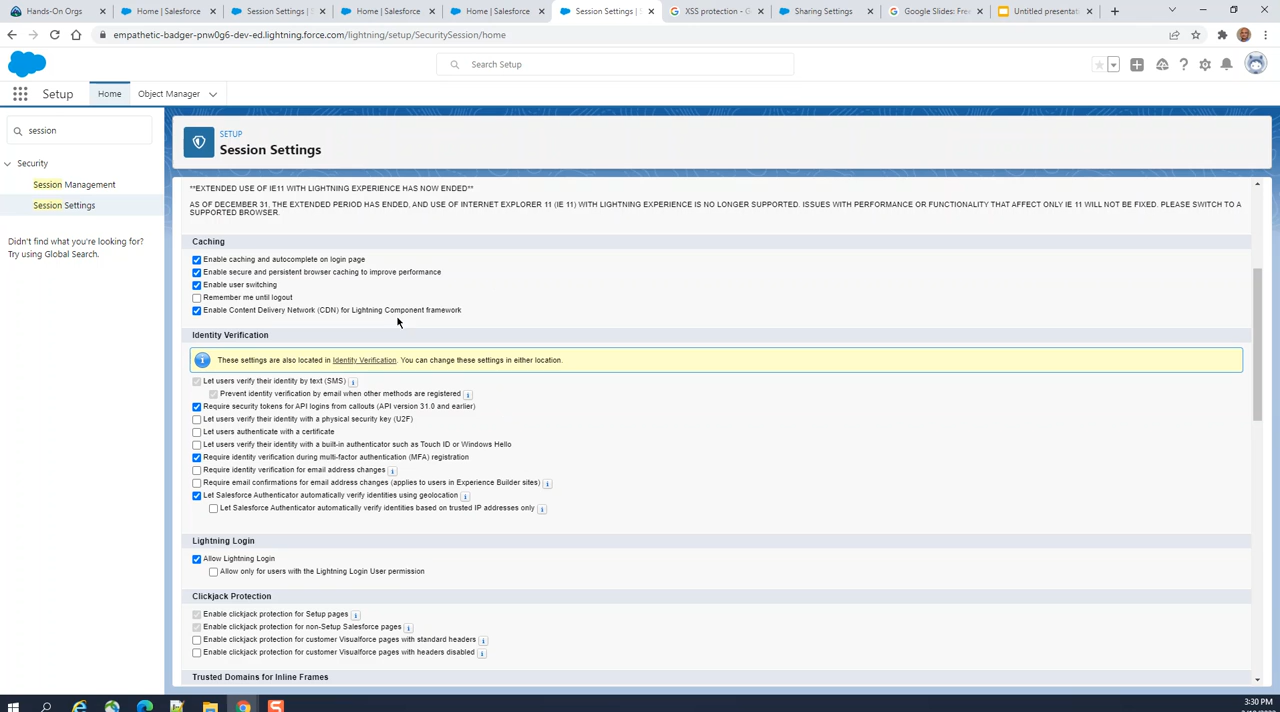 Hands-On Orgs
Home | Salesforce
Session Settings |
Home | Salesforce
Home | Salesforce
Session Settings |
XSS protection - G
Sharing Settings
Google Slides: Fre
Untitled presentat
empathetic-badger-pnw0g6-dev-ed.lightning.force.com/lightning/setup/SecuritySession/home
Search Setup
Setup
Home
Object Manager
session
Security
Session Management
Session Settings
Didn't find what you're looking for?
Try using Global Search.
SETUP
Session Settings
**EXTENDED USE OF IE11 WITH LIGHTNING EXPERIENCE HAS NOW ENDED**
AS OF DECEMBER 31, THE EXTENDED PERIOD HAS ENDED, AND USE OF INTERNET EXPLORER 11 (IE 11) WITH LIGHTNING EXPERIENCE IS NO LONGER SUPPORTED. ISSUES WITH PERFORMANCE OR FUNCTIONALITY THAT AFFECT ONLY IE 11 WILL NOT BE FIXED. PLEASE SWITCH TO A
SUPPORTED BROWSER.
Caching
Enable caching and autocomplete on login page
Enable secure and persistent browser caching to improve performance
Enable user switching
Remember me until logout
Enable Content Delivery Network (CDN) for Lightning Component framework
Identity Verification
These settings are also located in Identity Verification. You can change these settings in either location.
Let users verify their identity by text (SMS)
Prevent identity verification by email when other methods are registered
Require security tokens for API logins from callouts (API version 31.0 and earlier)
Let users verify their identity with a physical security key (U2F)
Let users authenticate with a certificate
Let users verify their identity with a built-in authenticator such as Touch ID or Windows Hello
Require identity verification during multi-factor authentication (MFA) registration
Require identity verification for email address changes
Require email confirmations for email address changes (applies to users in Experience Builder sites)
Let Salesforce Authenticator automatically verify identities using geolocation
Let Salesforce Authenticator automatically verify identities based on trusted IP addresses only
Lightning Login
Allow Lightning Login
Allow only for users with the Lightning Login User permission
Clickjack Protection
Enable clickjack protection for Setup pages
Enable clickjack protection for non-Setup Salesforce pages
Enable clickjack protection for customer Visualforce pages with standard headers
Enable clickjack protection for customer Visualforce pages with headers disabled
Trusted Domains for Inline Frames
3:30 PM